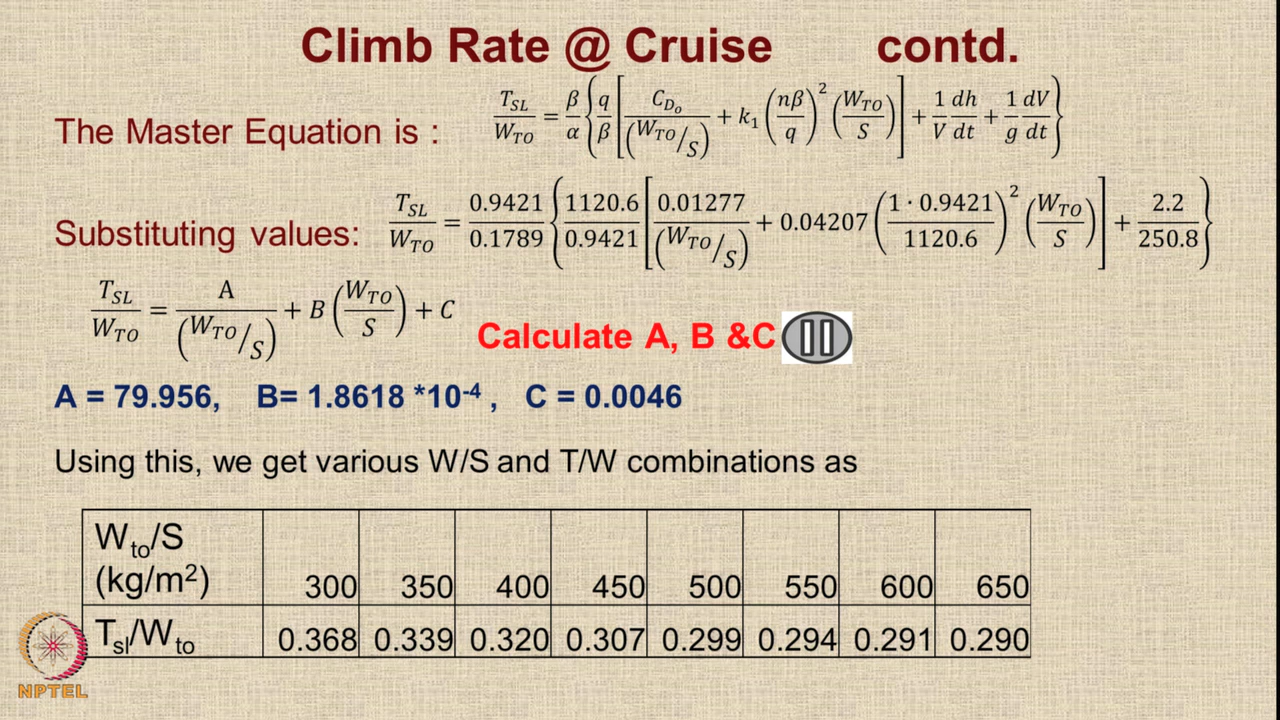 Climb Rate @ Cruise contd.
The Master Equation is : T_SL/W_TO = β/α { q/β [ C_D₀/(W_TO/S) + k₁ (nβ/q)² (W_TO/S) ] + 1/V dh/dt + 1/g dV/dt }
Substituting values: T_SL/W_TO = 0.9421/0.1789 { 1120.6/0.9421 [ 0.01277/(W_TO/S) + 0.04207 (1 · 0.9421/1120.6)² (W_TO/S) ] + 2.2/250.8 }
T_SL/W_TO = A/(W_TO/S) + B (W_TO/S) + C
Calculate A, B &C
A = 79.956, B= 1.8618 *10⁻⁴ , C = 0.0046
Using this, we get various W/S and T/W combinations as
W_to/S
(kg/m²) 300 350 400 450 500 550 600 650
T_sl/W_to 0.368 0.339 0.320 0.307 0.299 0.294 0.291 0.290
NPTEL